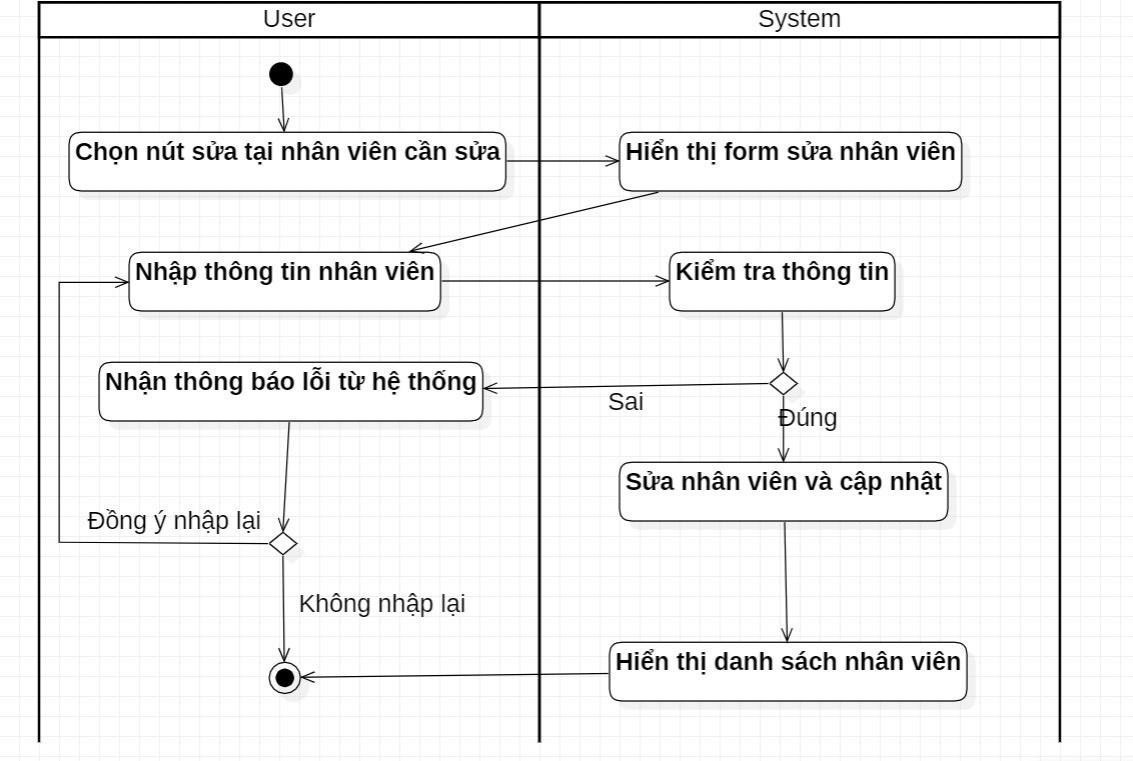 User
System
Chọn nút sửa tại nhân viên cần sửa
Hiển thị form sửa nhân viên
Nhập thông tin nhân viên
Kiểm tra thông tin
Nhận thông báo lỗi từ hệ thống
Sai
Đúng
Sửa nhân viên và cập nhật
Đồng ý nhập lại
Không nhập lại
Hiển thị danh sách nhân viên